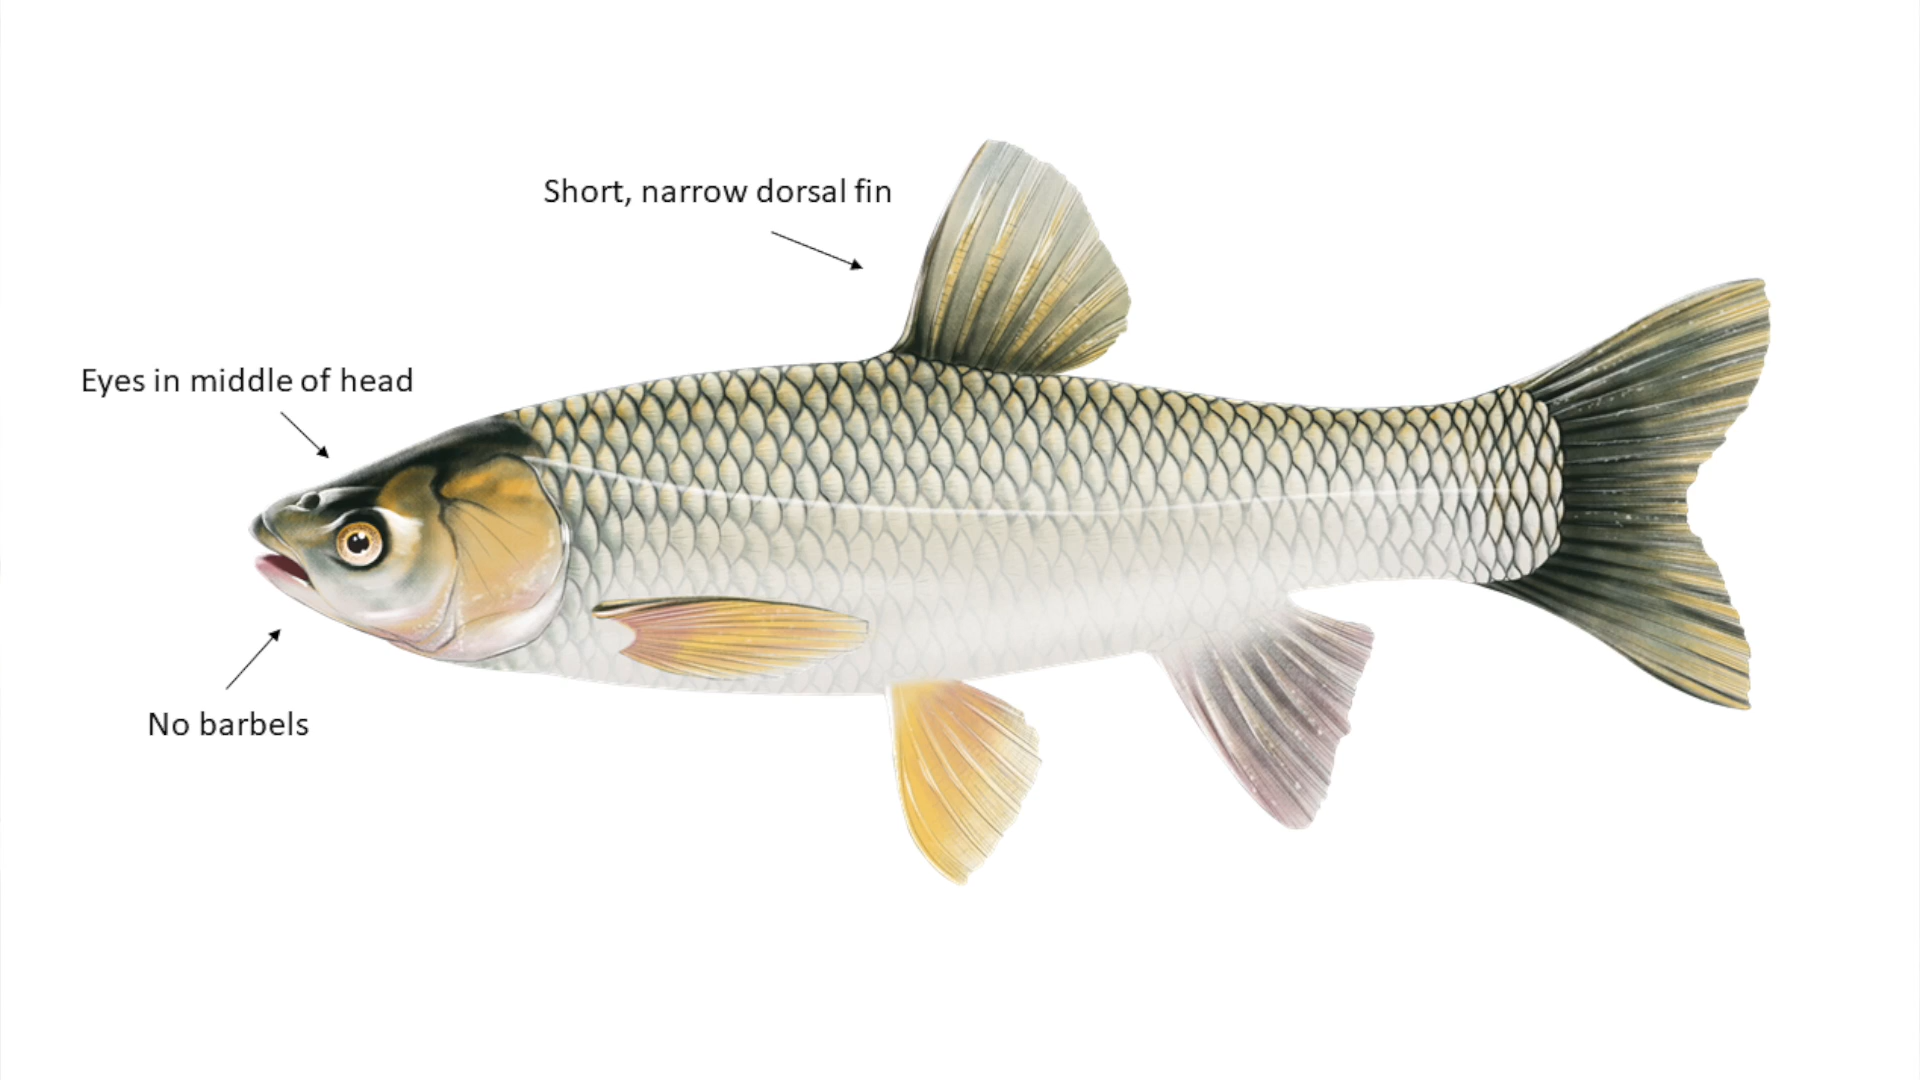 Short, narrow dorsal fin
Eyes in middle of head
No barbels